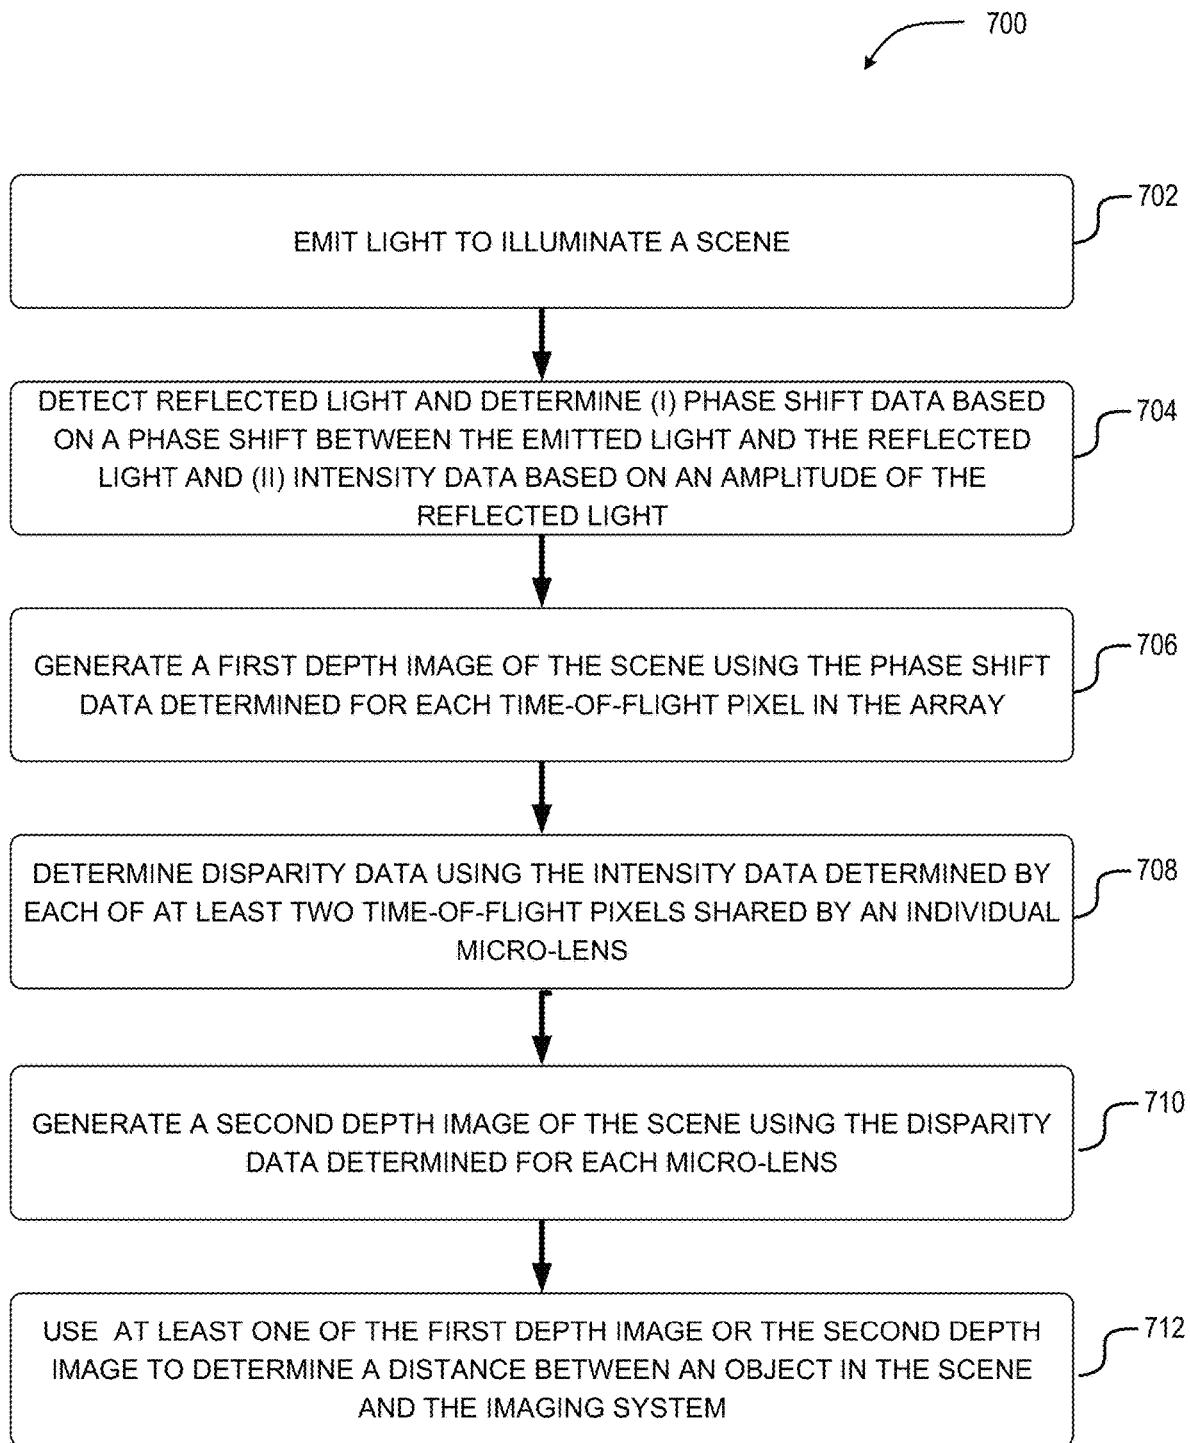 700
EMIT LIGHT TO ILLUMINATE A SCENE
702
DETECT REFLECTED LIGHT AND DETERMINE (I) PHASE SHIFT DATA BASED
ON A PHASE SHIFT BETWEEN THE EMITTED LIGHT AND THE REFLECTED
LIGHT AND (II) INTENSITY DATA BASED ON AN AMPLITUDE OF THE
REFLECTED LIGHT
704
GENERATE A FIRST DEPTH IMAGE OF THE SCENE USING THE PHASE SHIFT
DATA DETERMINED FOR EACH TIME-OF-FLIGHT PIXEL IN THE ARRAY
706
DETERMINE DISPARITY DATA USING THE INTENSITY DATA DETERMINED BY
EACH OF AT LEAST TWO TIME-OF-FLIGHT PIXELS SHARED BY AN INDIVIDUAL
MICRO-LENS
708
GENERATE A SECOND DEPTH IMAGE OF THE SCENE USING THE DISPARITY
DATA DETERMINED FOR EACH MICRO-LENS
710
USE AT LEAST ONE OF THE FIRST DEPTH IMAGE OR THE SECOND DEPTH
IMAGE TO DETERMINE A DISTANCE BETWEEN AN OBJECT IN THE SCENE
AND THE IMAGING SYSTEM
712